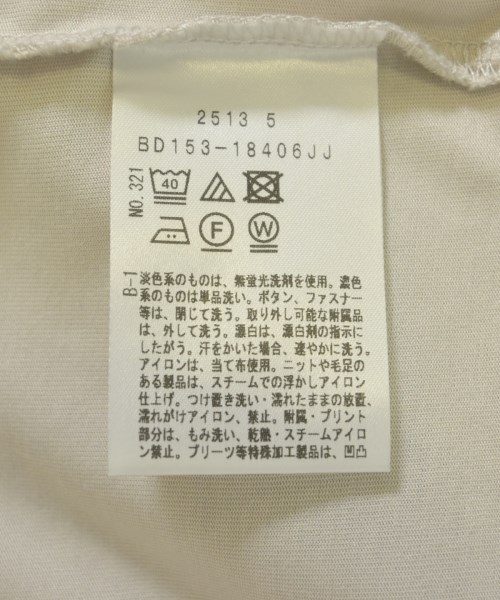 2513 5
BD153-18406JJ
NO.321
40
F
W
B-1
淡色系のものは、無蛍光洗剤を使用。濃色
系のものは単品洗い。ボタン、ファスナー
等は、閉じて洗う。取り外し可能な附属品
は、外して洗う。漂白は、漂白剤の指示に
したがう。汗をかいた場合、速やかに洗う。
アイロンは、当て布使用。ニットや毛足の
ある製品は、スチームでの浮かしアイロン
仕上げ。つけ置き洗い・濡れたままの放置、
濡れがけアイロン、禁止。附属・プリント
部分は、もみ洗い、乾熱・スチームアイロ
ン禁止。プリーツ等特殊加工製品は、凹凸